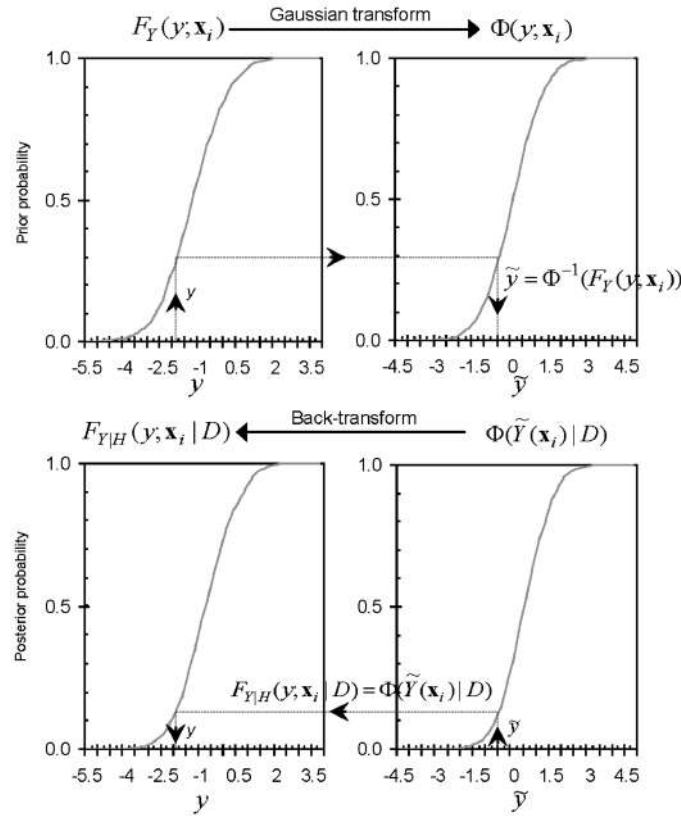 Gaussian transform
F_Y(y; x_i) Φ(y; x_i)
1.0 1.0
Prior probability
0.5 0.5
y
ỹ = Φ⁻¹(F_Y(y; x_i))
0.0 0.0
-5.5 -4 -2.5 -1 0.5 2 3.5 -4.5 -3 -1.5 0 1.5 3 4.5
y ỹ
Back-transform
F_{Y|H}(y; x_i | D) Φ(Ỹ(x_i) | D)
1.0 1.0
Posterior probability
0.5 0.5
F_{Y|H}(y; x_i | D) = Φ(Ỹ(x_i) | D)
y ỹ
0.0 0.0
-5.5 -4 -2.5 -1 0.5 2 3.5 -4.5 -3 -1.5 0 1.5 3 4.5
y ỹ